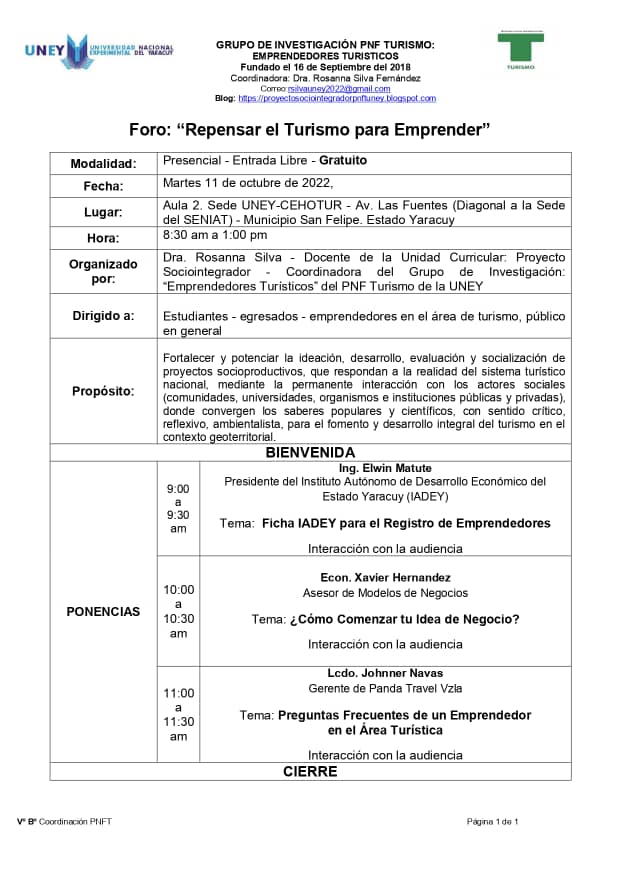 UNEY UNIVERSIDAD NACIONAL
EXPERIMENTAL DEL YARACUY
GRUPO DE INVESTIGACIÓN PNF TURISMO:
EMPRENDEDORES TURISTICOS
Fundado el 16 de Septiembre del 2018
Coordinadora: Dra. Rosanna Silva Fernández
Correo:rsilvauney2022@gmail.com
Blog: https://proyectosociointegradorpnftuney.blogspot.com
TURISMO
Foro: “Repensar el Turismo para Emprender”
Modalidad: Presencial - Entrada Libre - Gratuito
Fecha: Martes 11 de octubre de 2022,
Lugar: Aula 2. Sede UNEY-CEHOTUR - Av. Las Fuentes (Diagonal a la Sede
del SENIAT) - Municipio San Felipe. Estado Yaracuy
Hora: 8:30 am a 1:00 pm
Organizado
por:
Dra. Rosanna Silva - Docente de la Unidad Curricular: Proyecto
Sociointegrador - Coordinadora del Grupo de Investigación:
“Emprendedores Turísticos” del PNF Turismo de la UNEY
Dirigido a:
Estudiantes - egresados - emprendedores en el área de turismo, público
en general
Propósito:
Fortalecer y potenciar la ideación, desarrollo, evaluación y socialización de
proyectos socioproductivos, que respondan a la realidad del sistema turístico
nacional, mediante la permanente interacción con los actores sociales
(comunidades, universidades, organismos e instituciones públicas y privadas),
donde convergen los saberes populares y científicos, con sentido crítico,
reflexivo, ambientalista, para el fomento y desarrollo integral del turismo en el
contexto geoterritorial.
BIENVENIDA
PONENCIAS
9:00
a
9:30
am
Ing. Elwin Matute
Presidente del Instituto Autónomo de Desarrollo Económico del
Estado Yaracuy (IADEY)
Tema: Ficha IADEY para el Registro de Emprendedores
Interacción con la audiencia
10:00
a
10:30
am
Econ. Xavier Hernandez
Asesor de Modelos de Negocios
Tema: ¿Cómo Comenzar tu Idea de Negocio?
Interacción con la audiencia
11:00
a
11:30
am
Lcdo. Johnner Navas
Gerente de Panda Travel Vzla
Tema: Preguntas Frecuentes de un Emprendedor
en el Área Turística
Interacción con la audiencia
CIERRE
V° B° Coordinación PNFT
Página 1 de 1